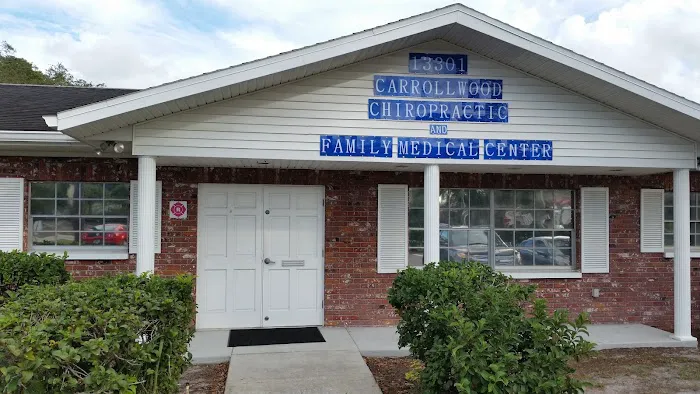 13301
CARROLLWOOD
CHIROPRACTIC
AND
FAMILY MEDICAL CENTER